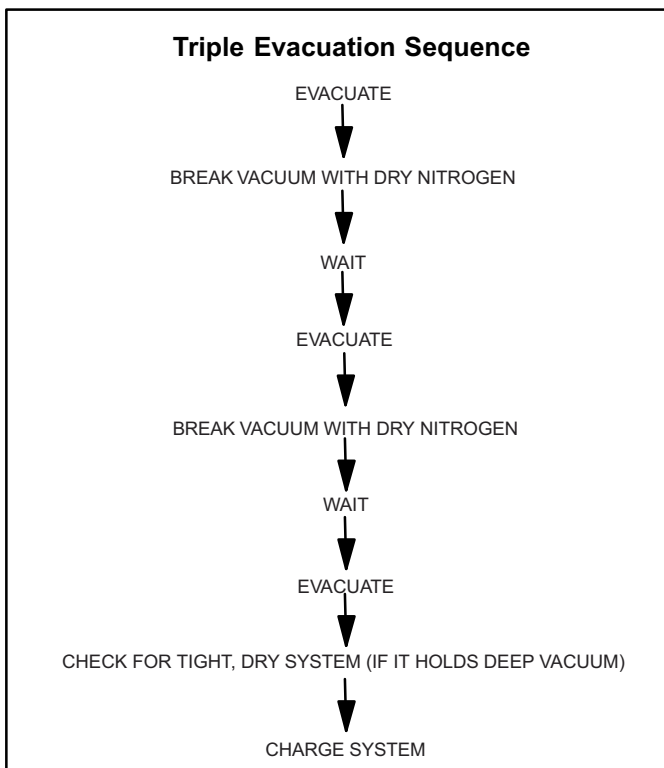 Triple Evacuation Sequence
EVACUATE
BREAK VACUUM WITH DRY NITROGEN
WAIT
EVACUATE
BREAK VACUUM WITH DRY NITROGEN
WAIT
EVACUATE
CHECK FOR TIGHT, DRY SYSTEM (IF IT HOLDS DEEP VACUUM)
CHARGE SYSTEM